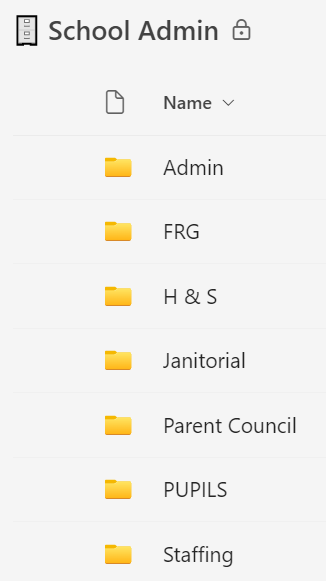 School Admin
Name
Admin
FRG
H & S
Janitorial
Parent Council
PUPILS
Staffing